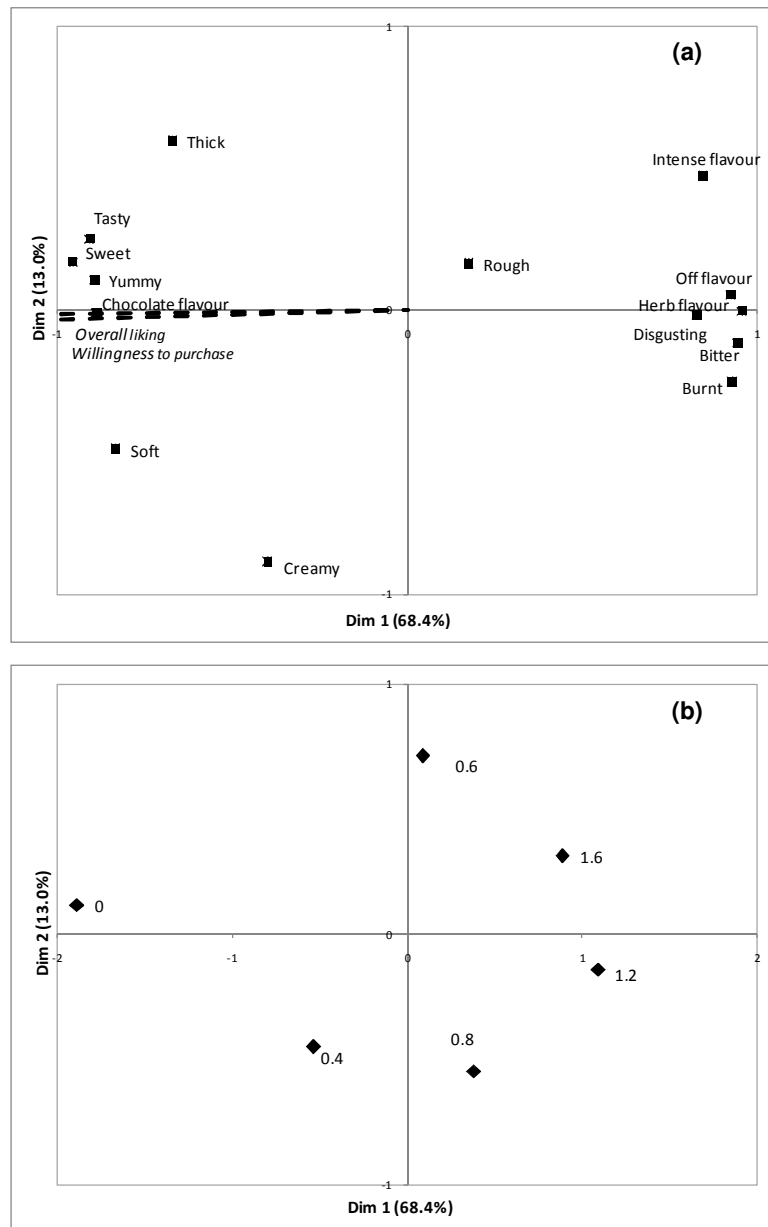 1
(a)
Thick
Intense flavour
Tasty
Sweet
Rough
Yummy
Off flavour
Chocolate flavour
Herb flavour
-1
0
1
Overall liking
Disgusting
Willingness to purchase
Bitter
Burnt
Soft
Creamy
-1
Dim 2 (13.0%)
Dim 1 (68.4%)
1
(b)
0.6
1.6
0
0
-2
-1
0
1
2
1.2
0.8
0.4
-1
Dim 2 (13.0%)
Dim 1 (68.4%)